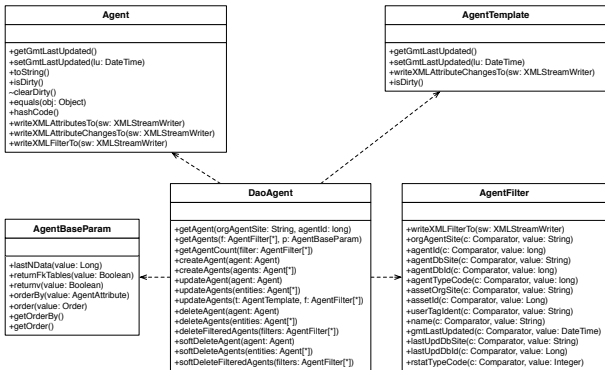 Agent
+getGmtLastUpdated()
+setGmtLastUpdated(lu: DateTime)
+toString()
+isDirty()
~clearDirty()
+equals(obj: Object)
+hashCode()
+writeXMLAttributesTo(sw: XMLStreamWriter)
+writeXMLAttributeChangesTo(sw: XMLStreamWriter)
+writeXMLFilterTo(sw: XMLStreamWriter)
AgentTemplate
+getGmtLastUpdated()
+setGmtLastUpdated(lu: DateTime)
+writeXMLAttributeChangesTo(sw: XMLStreamWriter)
+isDirty()
AgentBaseParam
+lastNData(value: Long)
+returnFkTables(value: Boolean)
+returnv(value: Boolean)
+orderBy(value: AgentAttribute)
+order(value: Order)
+getOrderBy()
+getOrder()
DaoAgent
+getAgent(orgAgentSite: String, agentId: long)
+getAgents(f: AgentFilter[*], p: AgentBaseParam)
+getAgentCount(filter: AgentFilter[*])
+createAgent(agent: Agent)
+createAgents(agents: Agent[*])
+updateAgent(agent: Agent)
+updateAgents(entities: Agent[*])
+updateAgents(t: AgentTemplate, f: AgentFilter[*])
+deleteAgent(agent: Agent)
+deleteAgents(entities: Agent[*])
+deleteFilteredAgents(filters: AgentFilter[*])
+softDeleteAgent(agent: Agent)
+softDeleteAgents(entities: Agent[*])
+softDeleteFilteredAgents(filters: AgentFilter[*])
AgentFilter
+writeXMLFilterTo(sw: XMLStreamWriter)
+orgAgentSite(c: Comparator, value: String)
+agentId(c: Comparator, value: long)
+agentDbSite(c: Comparator, value: String)
+agentDbId(c: Comparator, value: long)
+agentTypeCode(c: Comparator, value: long)
+assetOrgSite(c: Comparator, value: String)
+assetId(c: Comparator, value: Long)
+userTagIdent(c: Comparator, value: String)
+name(c: Comparator, value: String)
+gmtLastUpdated(c: Comparator, value: DateTime)
+lastUpdDbSite(c: Comparator, value: String)
+lastUpdDbId(c: Comparator, value: Long)
+rstatTypeCode(c: Comparator, value: Integer)